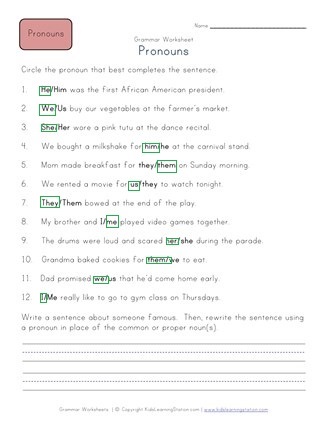 Pronouns
Name
Grammar Worksheet
Pronouns
Circle the pronoun that best completes the sentence.
1. He/Him was the first African American president.
2. We/Us buy our vegetables at the farmer's market.
3. She/Her wore a pink tutu at the dance recital.
4. We bought a milkshake for him/he at the carnival stand.
5. Mom made breakfast for they/them on Sunday morning.
6. We rented a movie for us/they to watch tonight.
7. They/Them bowed at the end of the play.
8. My brother and I/me played video games together.
9. The drums were loud and scared her/she during the parade.
10. Grandma baked cookies for them/we to eat.
11. Dad promised we/us that he'd come home early.
12. I/Me really like to go to gym class on Thursdays.
Write a sentence about someone famous. Then, rewrite the sentence using
a pronoun in place of the common or proper noun(s).
Grammar Worksheets | © Copyright KidsLearningStation.com | www.kidslearningstation.com